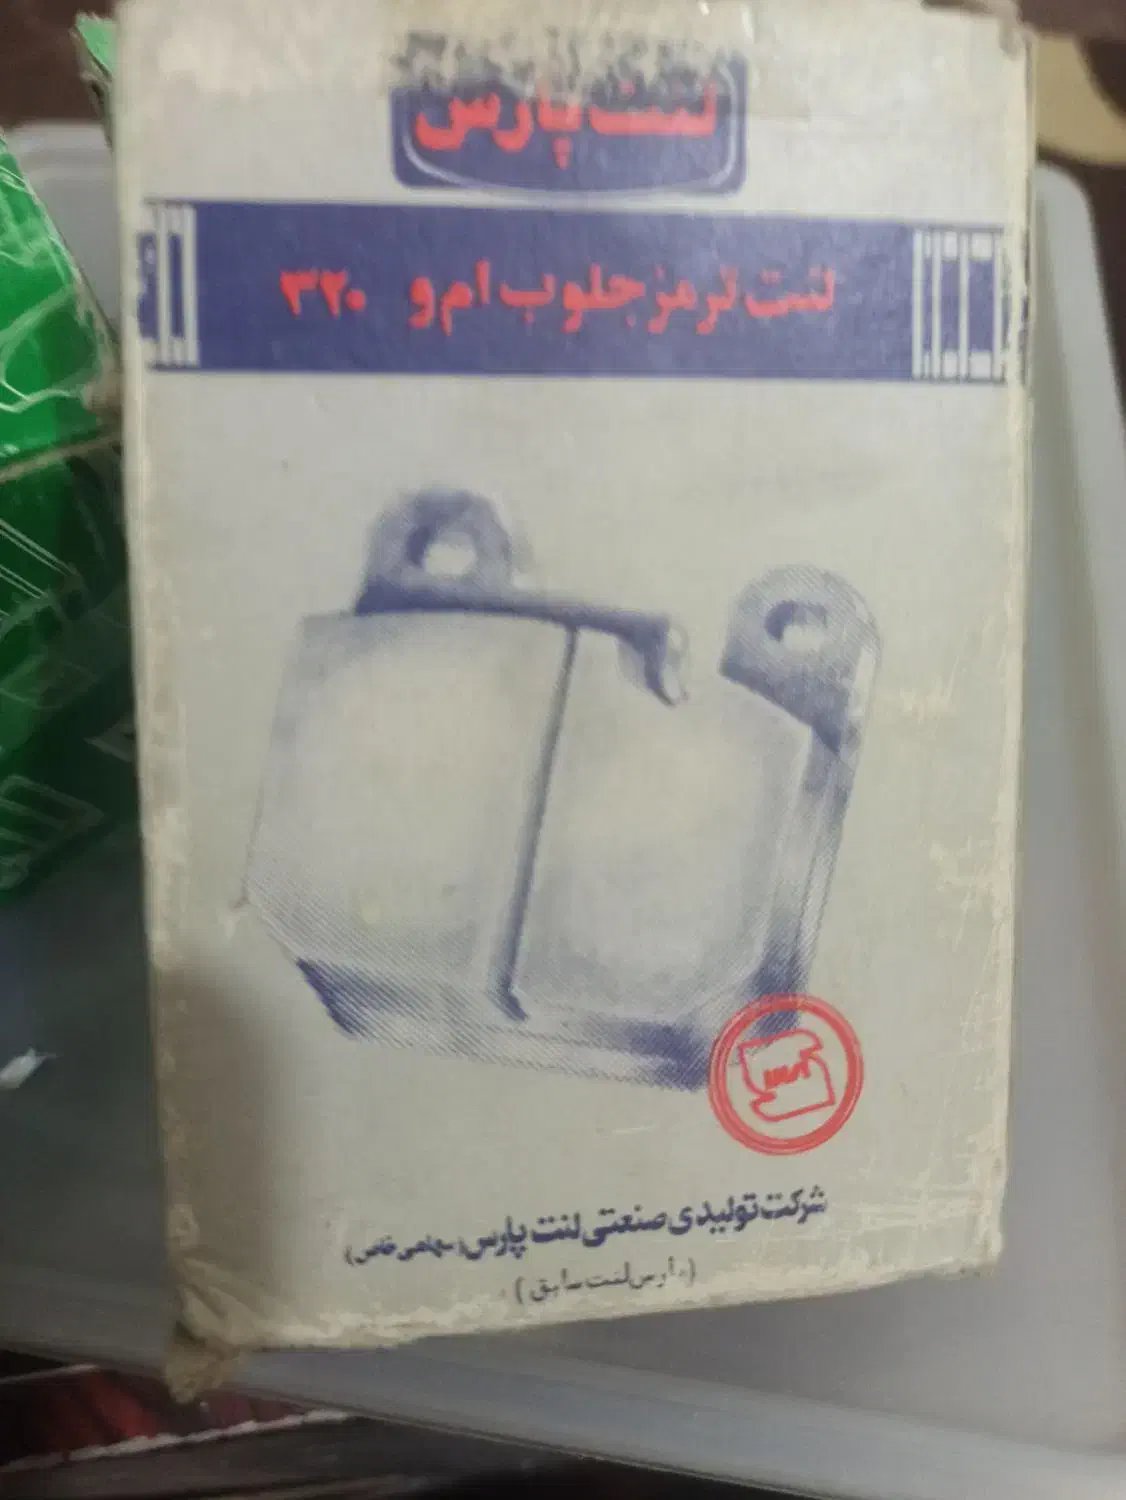 لنت پارس
لنت ترمز جلو ب ام و ۳۲۰
شرکت تولیدی صنعتی لنت پارس (سهامی خاص)
(پارس لنت سابق)